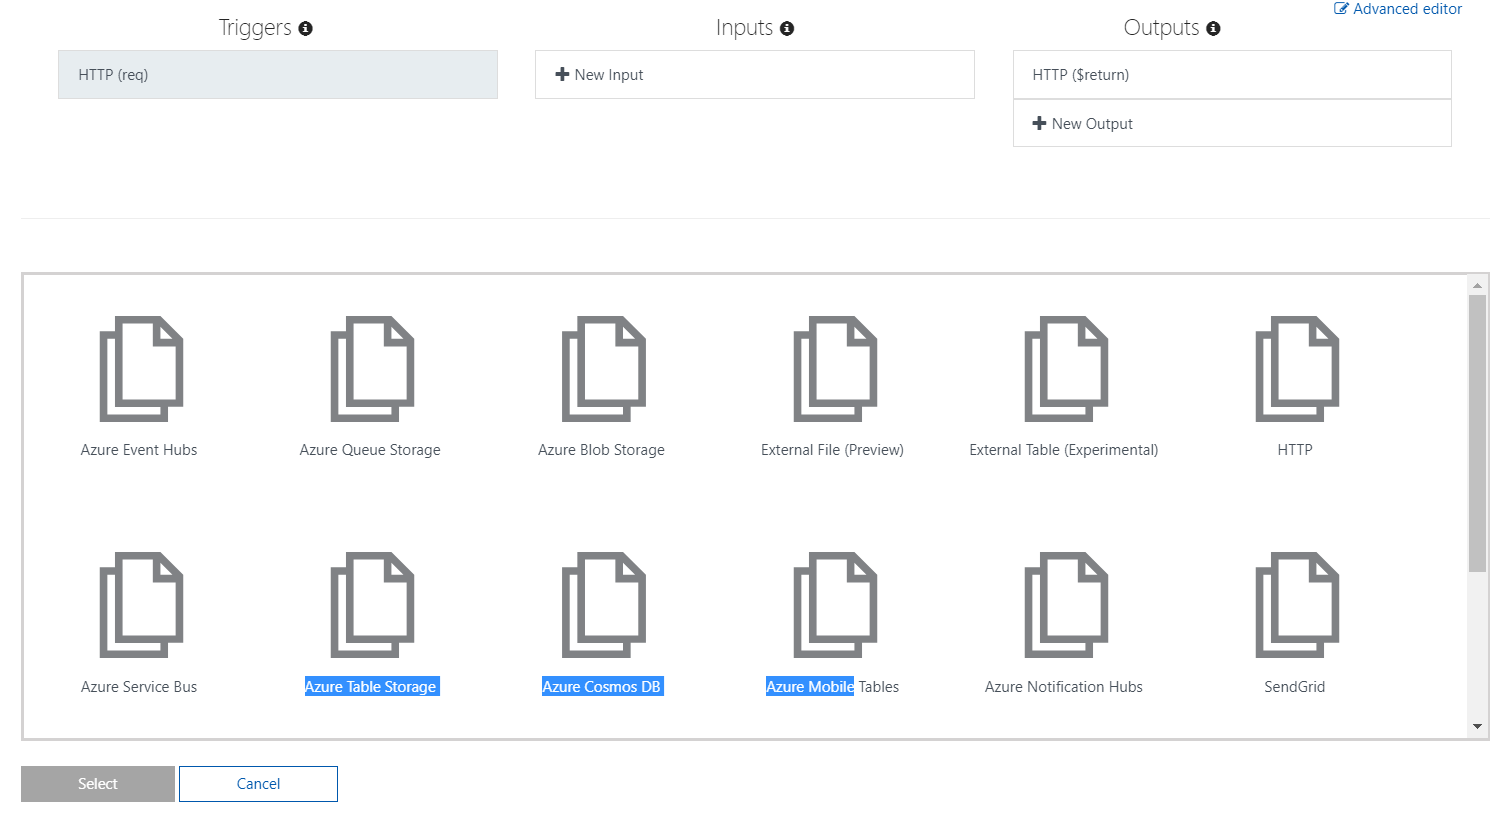 Advanced editor
Triggers
Inputs
Outputs
HTTP (req)
New Input
HTTP ($return)
New Output
Azure Event Hubs
Azure Queue Storage
Azure Blob Storage
External File (Preview)
External Table (Experimental)
HTTP
Azure Service Bus
Azure Table Storage
Azure Cosmos DB
Azure Mobile Tables
Azure Notification Hubs
SendGrid
Select
Cancel